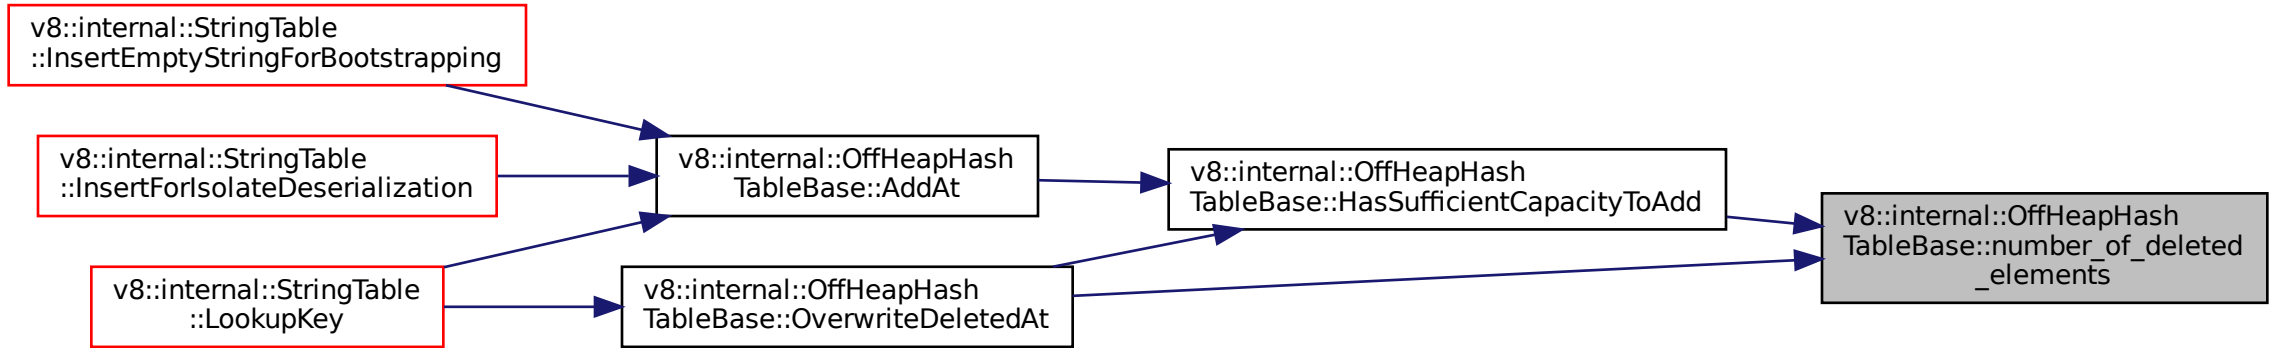 v8::internal::StringTable
::InsertEmptyStringForBootstrapping
v8::internal::StringTable
::InsertForIsolateDeserialization
v8::internal::StringTable
::LookupKey
v8::internal::OffHeapHash
TableBase::AddAt
v8::internal::OffHeapHash
TableBase::OverwriteDeletedAt
v8::internal::OffHeapHash
TableBase::HasSufficientCapacityToAdd
v8::internal::OffHeapHash
TableBase::number_of_deleted
_elements